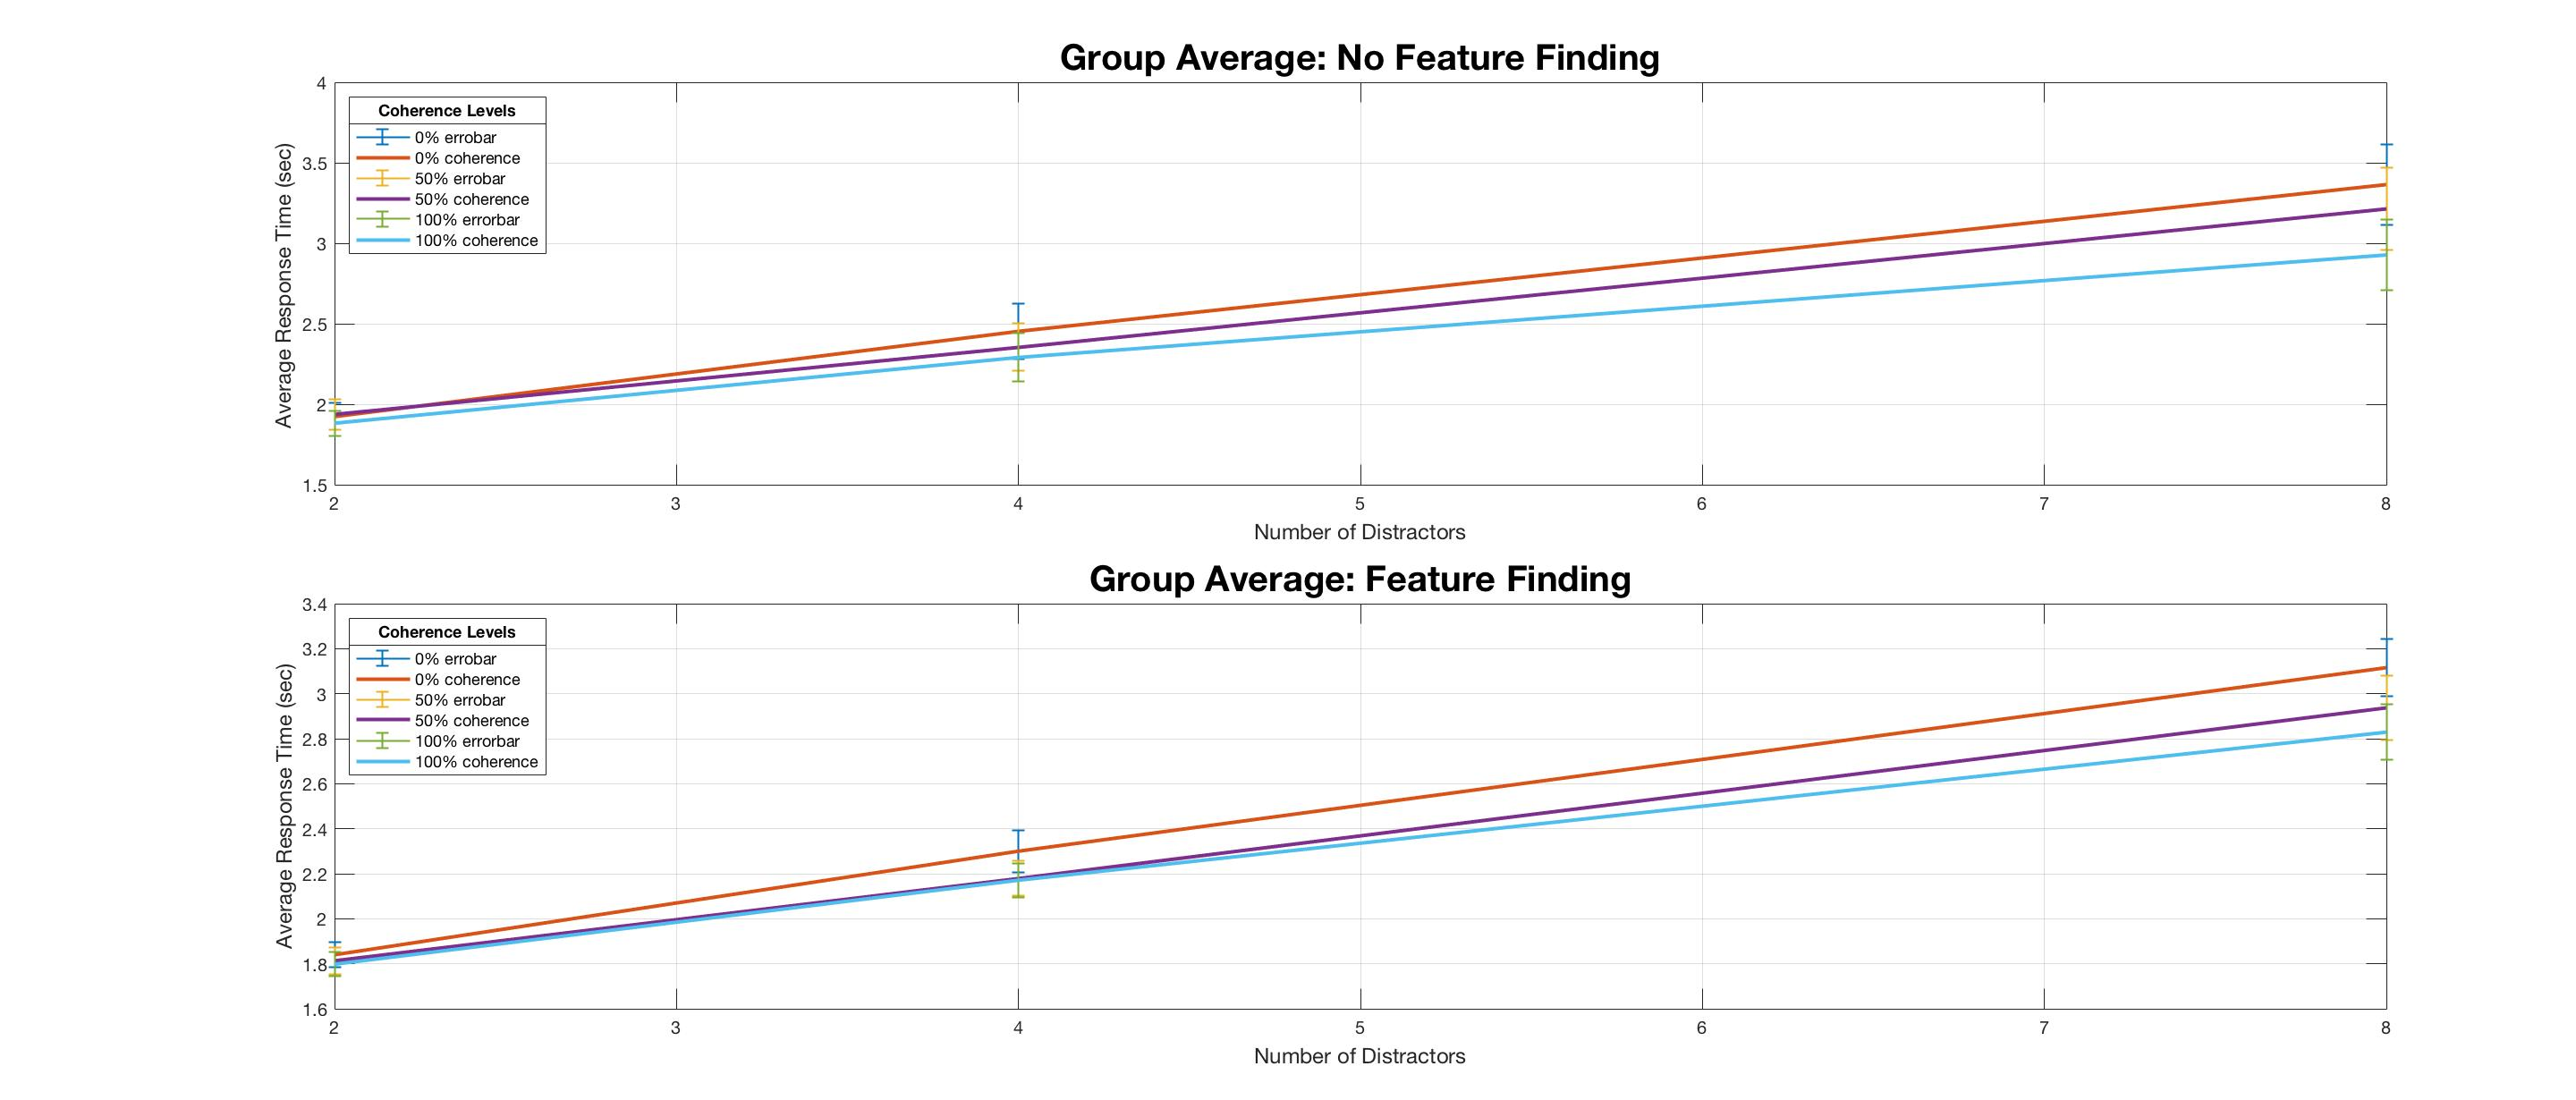 Group Average: No Feature Finding
Average Response Time (sec)
4
3.5
3
2.5
2
1.5
Coherence Levels
0% errobar
0% coherence
50% errobar
50% coherence
100% errorbar
100% coherence
2 3 4 5 6 7 8
Number of Distractors
Group Average: Feature Finding
Average Response Time (sec)
3.4
3.2
3
2.8
2.6
2.4
2.2
2
1.8
1.6
Coherence Levels
0% errobar
0% coherence
50% errobar
50% coherence
100% errorbar
100% coherence
2 3 4 5 6 7 8
Number of Distractors